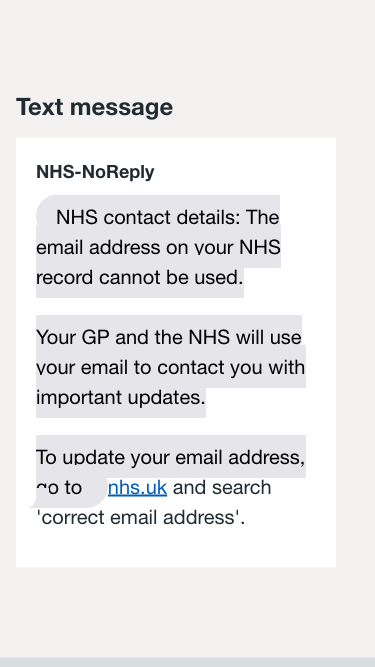 Text message
NHS-NoReply
NHS contact details: The
email address on your NHS
record cannot be used.
Your GP and the NHS will use
your email to contact you with
important updates.
To update your email address,
go to nhs.uk and search
'correct email address'.